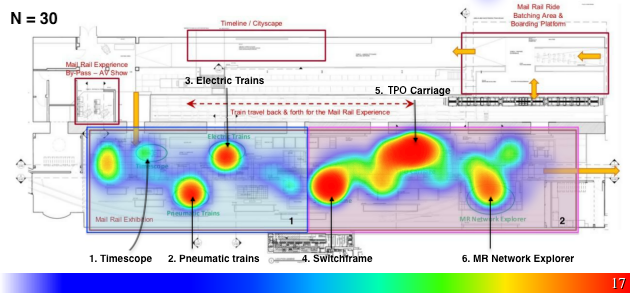 N = 30
Timeline / Cityscape
Mail Rail Ride
Batching Area &
Boarding Platform
Mail Rail Experience
By-Pass – AV Show
3. Electric Trains
5. TPO Carriage
Train travel back & forth for the Mail Rail Experience
Electric Trains
Pneumatic Trains
Mail Rail Exhibition
1
MR Network Explorer
2
1. Timescope
2. Pneumatic trains
4. Switchframe
6. MR Network Explorer
17